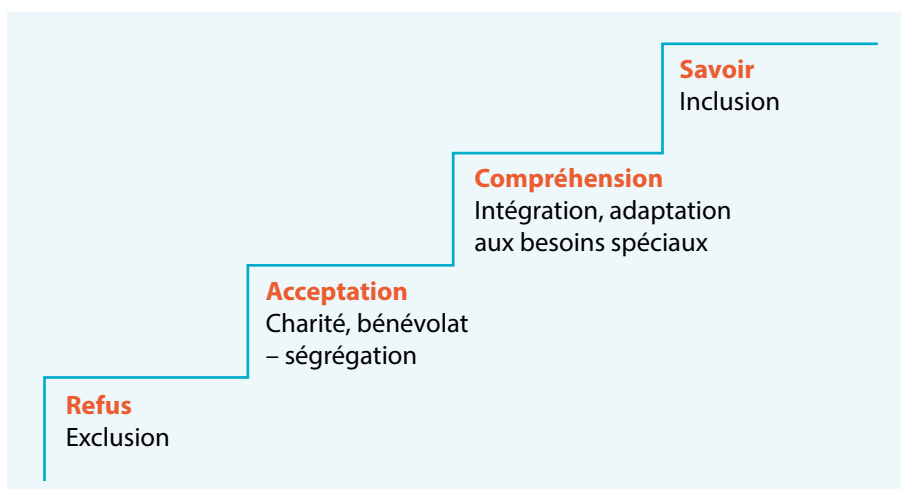 Savoir
Inclusion
Compréhension
Intégration, adaptation
aux besoins spéciaux
Acceptation
Charité, bénévolat
– ségrégation
Refus
Exclusion